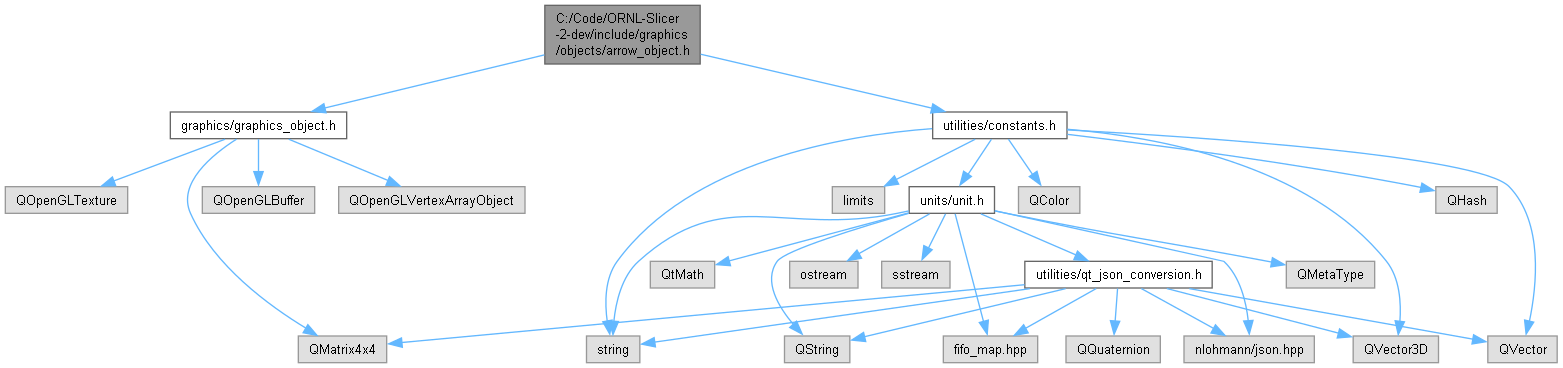 C:/Code/ORNL-Slicer
-2-dev/include/graphics
/objects/arrow_object.h
graphics/graphics_object.h
utilities/constants.h
QOpenGLTexture
QOpenGLBuffer
QOpenGLVertexArrayObject
limits
units/unit.h
QColor
QHash
QtMath
ostream
sstream
utilities/qt_json_conversion.h
QMetaType
QMatrix4x4
string
QString
fifo_map.hpp
QQuaternion
nlohmann/json.hpp
QVector3D
QVector